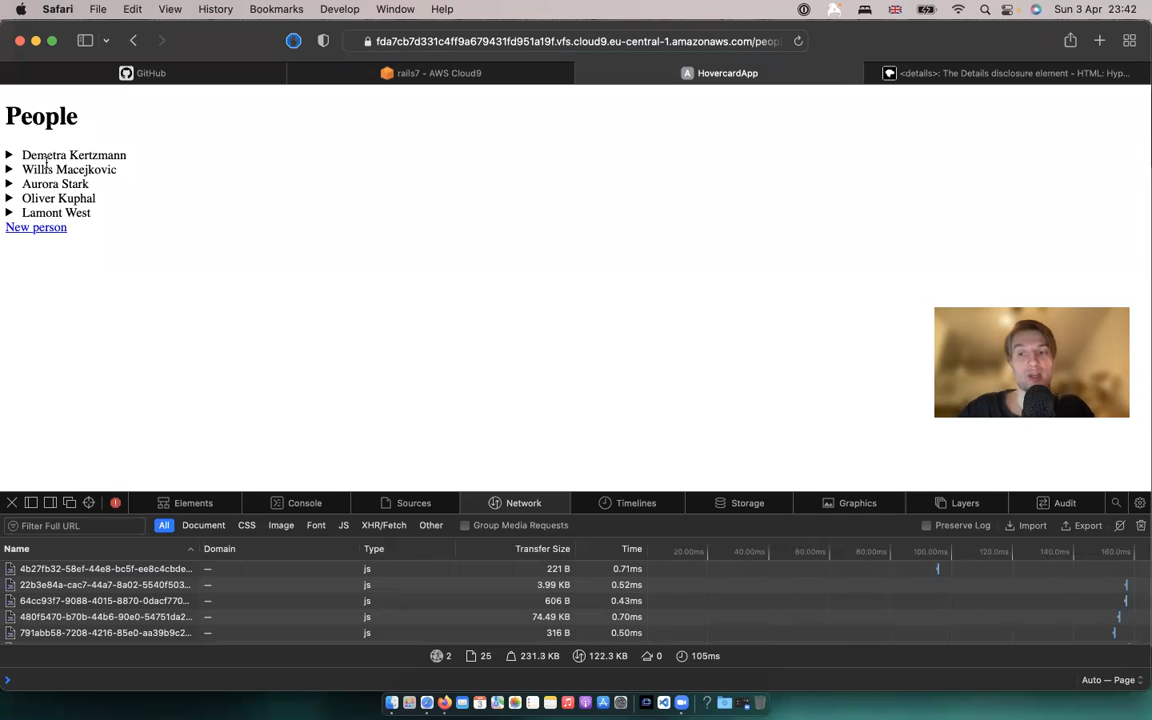 Safari File Edit View History Bookmarks Develop Window Help Sun 3 Apr 23:42
fda7cb7d331c4ff9a679431fd951a19f.vfs.cloud9.eu-central-1.amazonaws.com/peop
GitHub rails7 - AWS Cloud9 A HovercardApp <details>: The Details disclosure element - HTML: Hyp...
People
Demetra Kertzmann
Willis Macejkovic
Aurora Stark
Oliver Kuphal
Lamont West
New person
Elements Console Sources Network Timelines Storage Graphics Layers Audit
Filter Full URL All Document CSS Image Font JS XHR/Fetch Other Group Media Requests Preserve Log Import Export
Name Domain Type Transfer Size Time 20.00ms 40.00ms 60.00ms 80.00ms 100.00ms 120.0ms 140.0ms 160.0ms
4b27fb32-58ef-44e8-bc5f-ee8c4cbde... — js 221 B 0.71ms
22b3e84a-cac7-44a7-8a02-5540f503... — js 3.99 KB 0.52ms
64cc93f7-9088-4015-8870-0dacf770... — js 606 B 0.43ms
480f5470-b70b-44b6-90e0-54751da2... — js 74.49 KB 0.70ms
791abb58-7208-4216-85e0-aa39b9c2... — js 316 B 0.50ms
2 25 231.3 KB 122.3 KB 0 105ms
Auto — Page